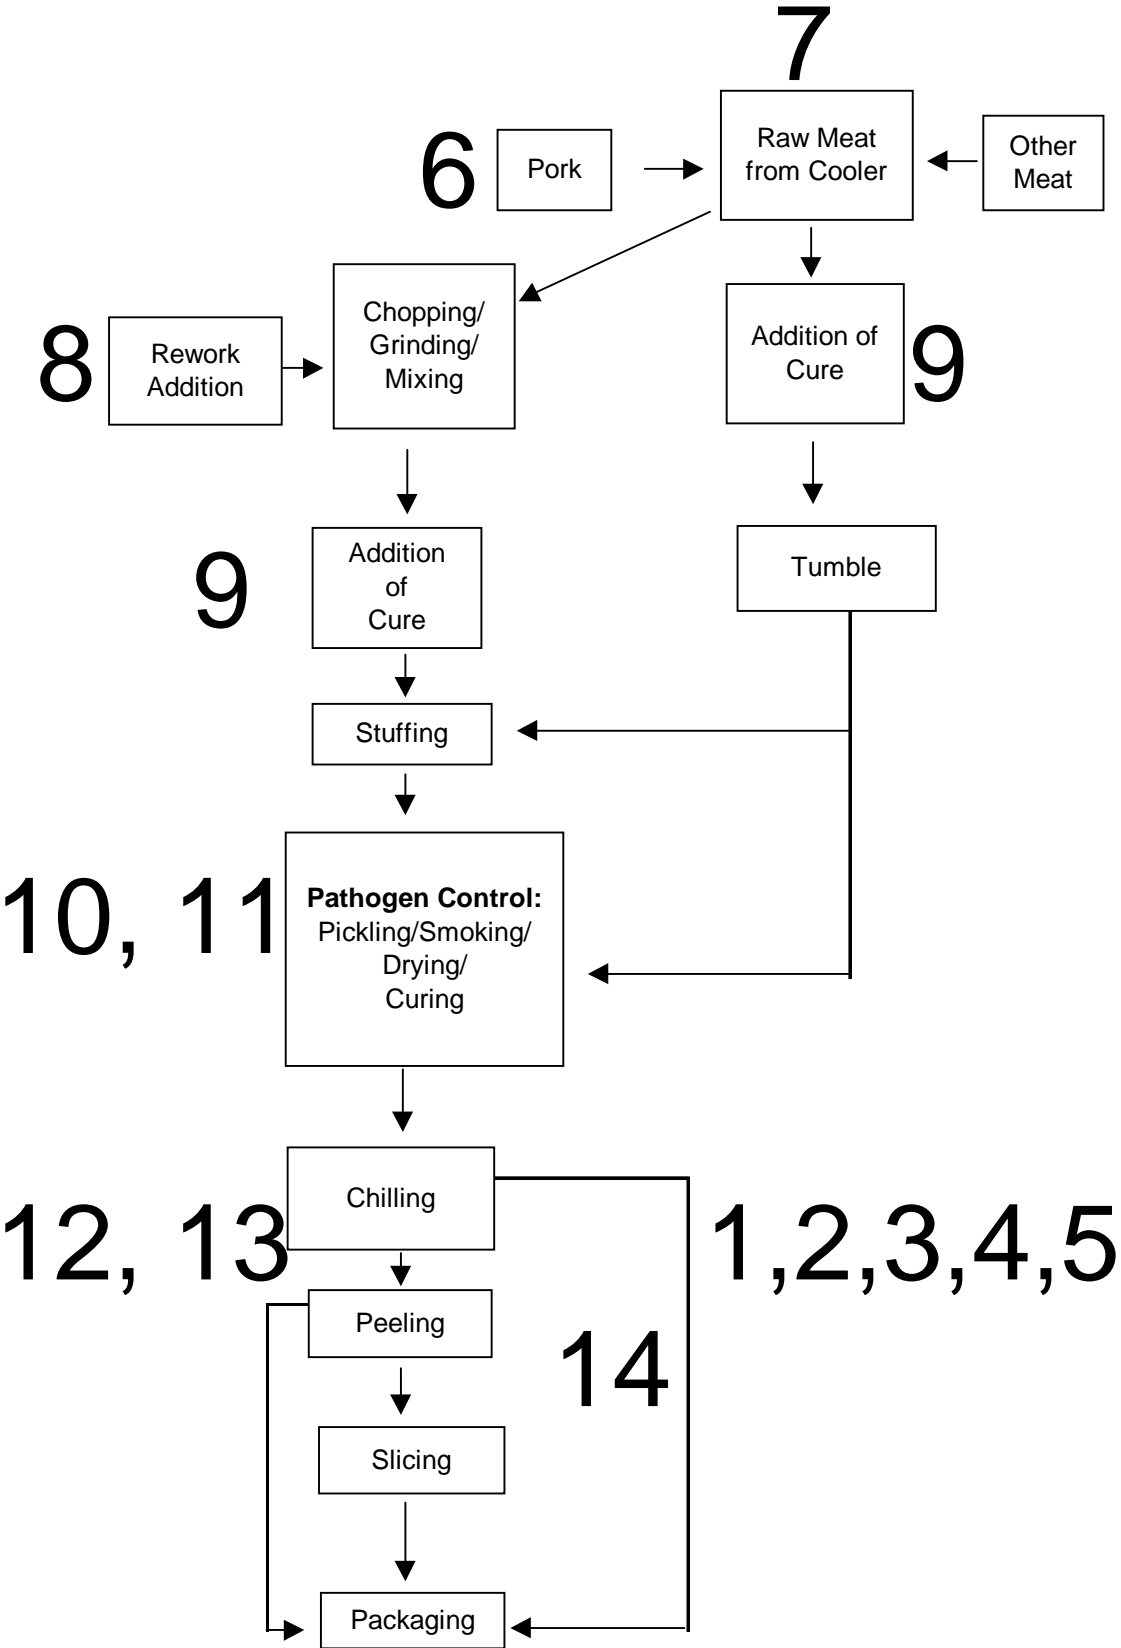 7
6
Pork
Raw Meat
from Cooler
Other
Meat
8
Rework
Addition
Chopping/
Grinding/
Mixing
Addition of
Cure
9
9
Addition
of
Cure
Tumble
Stuffing
10, 11
Pathogen Control:
Pickling/Smoking/
Drying/
Curing
12, 13
Chilling
1,2,3,4,5
Peeling
14
Slicing
Packaging